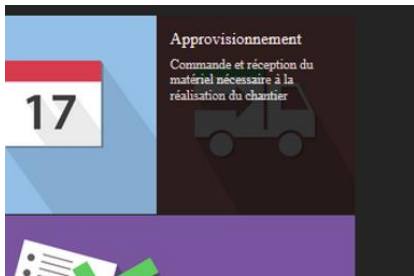 Approvisionnement
Commande et réception du
matériel nécessaire à la
réalisation du chantier
17